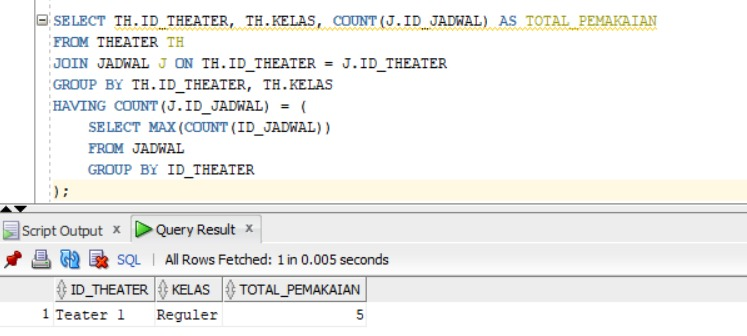 SELECT TH.ID_THEATER, TH.KELAS, COUNT(J.ID_JADWAL) AS TOTAL_PEMAKAIAN
FROM THEATER TH
JOIN JADWAL J ON TH.ID_THEATER = J.ID_THEATER
GROUP BY TH.ID_THEATER, TH.KELAS
HAVING COUNT(J.ID_JADWAL) = (
SELECT MAX(COUNT(ID_JADWAL))
FROM JADWAL
GROUP BY ID_THEATER
);
Script Output x Query Result x
SQL | All Rows Fetched: 1 in 0.005 seconds
ID_THEATER KELAS TOTAL_PEMAKAIAN
1 Teater 1 Reguler 5